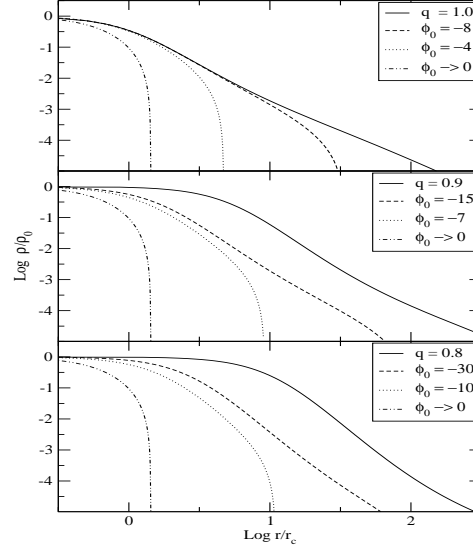 0
-1
-2
-3
-4
q = 1.0
ϕ₀ = −8
ϕ₀ = −4
ϕ₀ −> 0
Log ρ/ρ₀
0
-1
-2
-3
-4
q = 0.9
ϕ₀ = −15
ϕ₀ = −7
ϕ₀ −> 0
0
-1
-2
-3
-4
q = 0.8
ϕ₀ = −30
ϕ₀ = −10
ϕ₀ −> 0
0 1 2
Log r/r_c